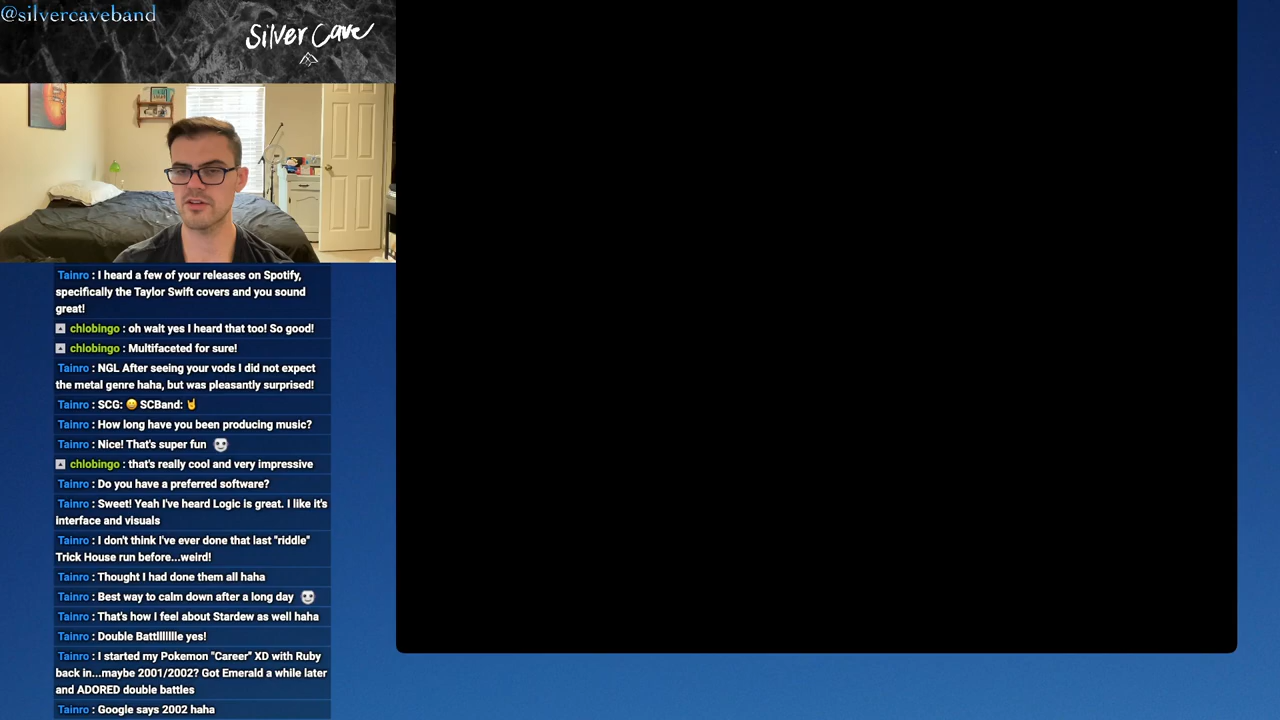 @silvercaveband
Silver Cave
Tainro : I heard a few of your releases on Spotify,
specifically the Taylor Swift covers and you sound
great!
chlobingo : oh wait yes I heard that too! So good!
chlobingo : Multifaceted for sure!
Tainro : NGL After seeing your vods I did not expect
the metal genre haha, but was pleasantly surprised!
Tainro : SCG: 😀 SCBand: 🤘
Tainro : How long have you been producing music?
Tainro : Nice! That's super fun
chlobingo : that's really cool and very impressive
Tainro : Do you have a preferred software?
Tainro : Sweet! Yeah I've heard Logic is great. I like it's
interface and visuals
Tainro : I don't think I've ever done that last "riddle"
Trick House run before...weird!
Tainro : Thought I had done them all haha
Tainro : Best way to calm down after a long day
Tainro : That's how I feel about Stardew as well haha
Tainro : Double Battlllllllle yes!
Tainro : I started my Pokemon "Career" XD with Ruby
back in...maybe 2001/2002? Got Emerald a while later
and ADORED double battles
Tainro : Google says 2002 haha